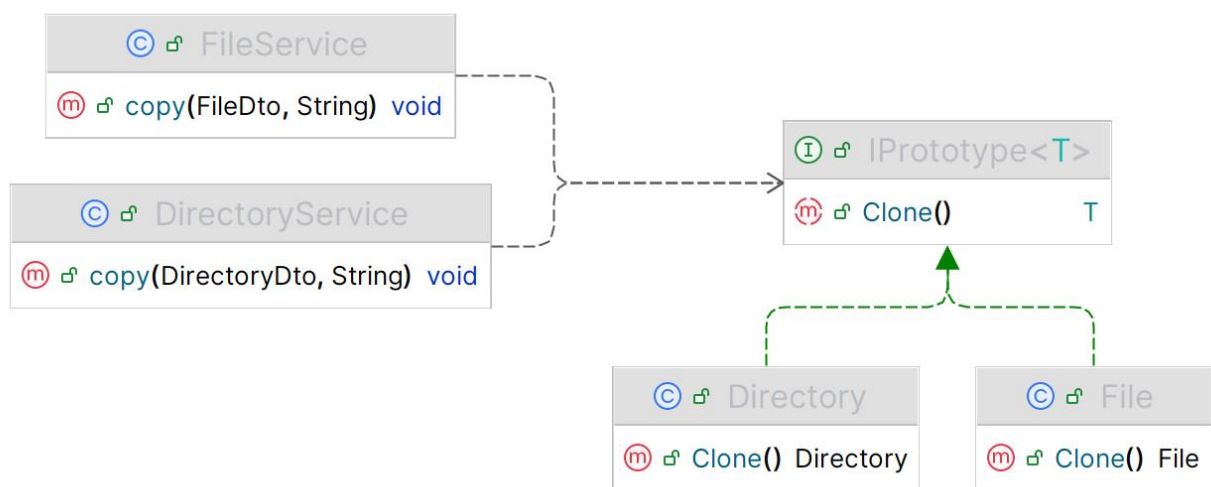 C FileService
m copy(FileDto, String) void
C DirectoryService
m copy(DirectoryDto, String) void
I IPrototype<T>
m Clone() T
C Directory
m Clone() Directory
C File
m Clone() File